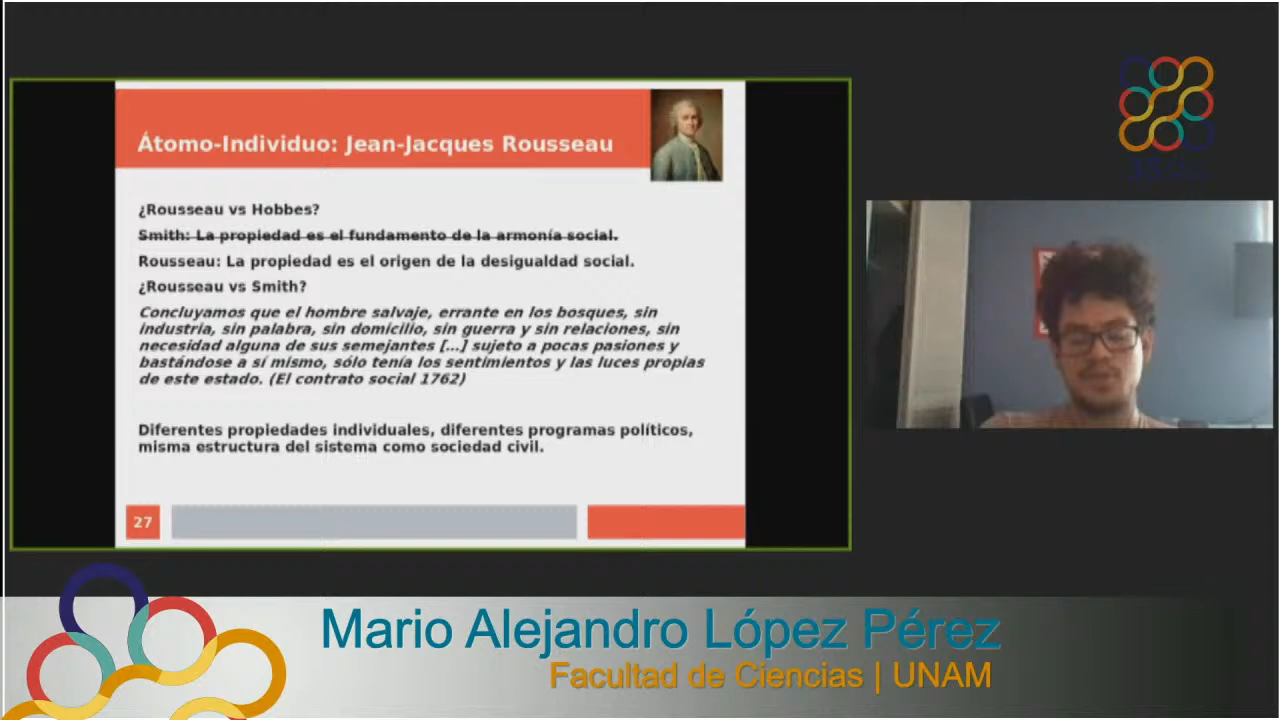 Átomo-Individuo: Jean-Jacques Rousseau
¿Rousseau vs Hobbes?
Smith: La propiedad es el fundamento de la armonía social.
Rousseau: La propiedad es el origen de la desigualdad social.
¿Rousseau vs Smith?
Concluyamos que el hombre salvaje, errante en los bosques, sin
industria, sin palabra, sin domicilio, sin guerra y sin relaciones, sin
necesidad alguna de sus semejantes [...] sujeto a pocas pasiones y
bastándose a sí mismo, sólo tenía los sentimientos y las luces propias
de este estado. (El contrato social 1762)
Diferentes propiedades individuales, diferentes programas políticos,
misma estructura del sistema como sociedad civil.
27
Mario Alejandro López Pérez
Facultad de Ciencias | UNAM